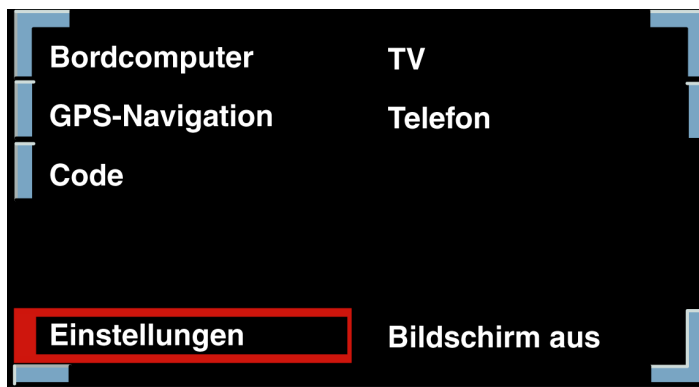 Bordcomputer
TV
GPS-Navigation
Telefon
Code
Einstellungen
Bildschirm aus